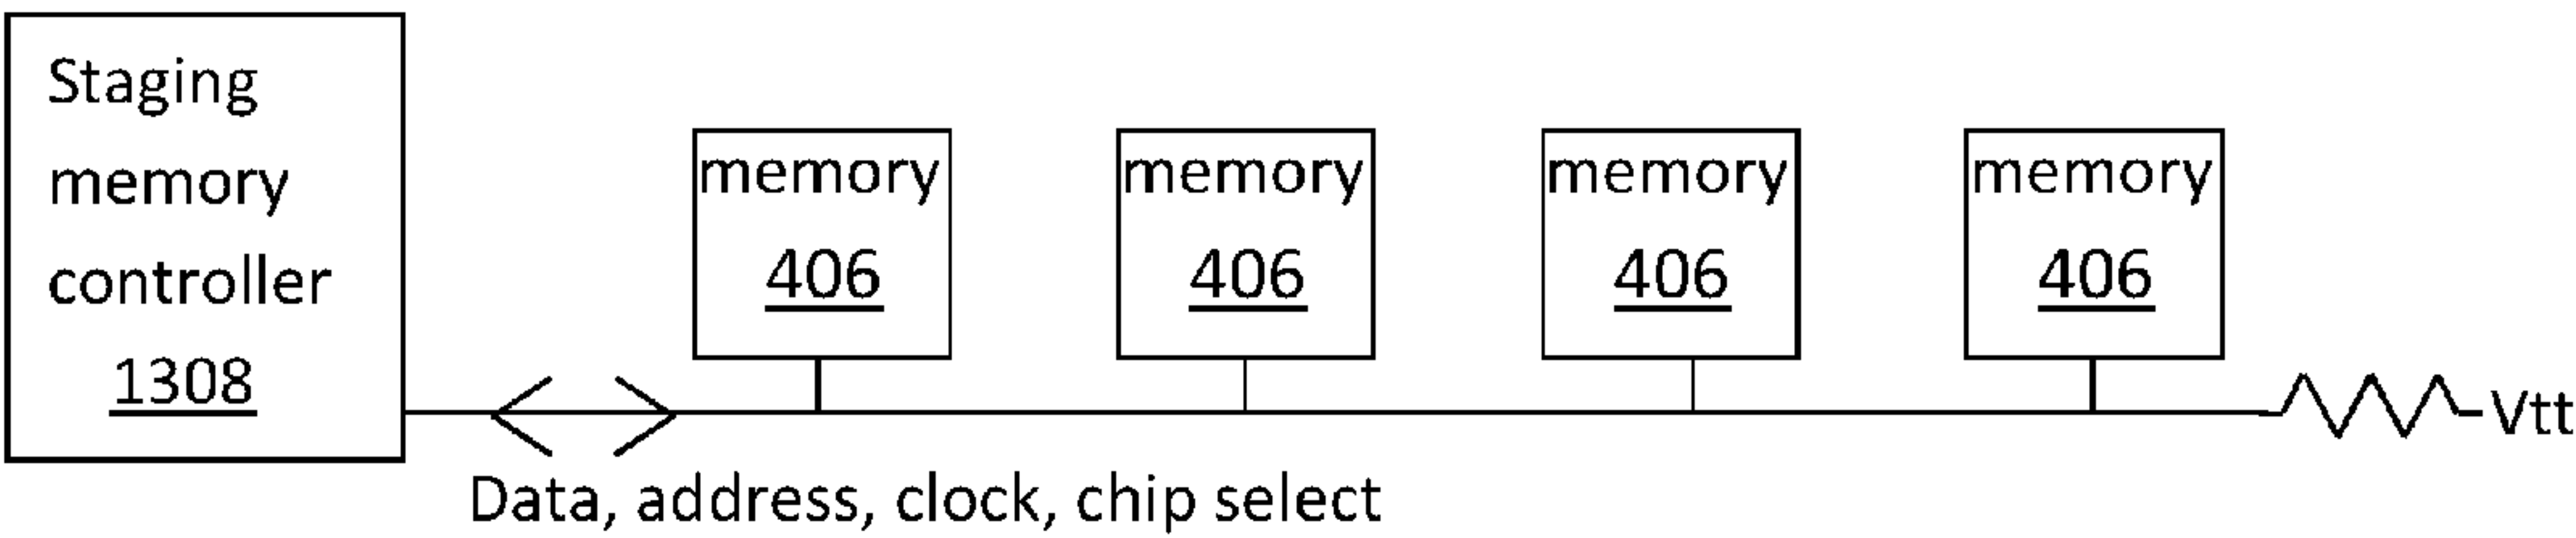 Staging
memory
controller
1308
memory
406
memory
406
memory
406
memory
406
Vtt
Data, address, clock, chip select